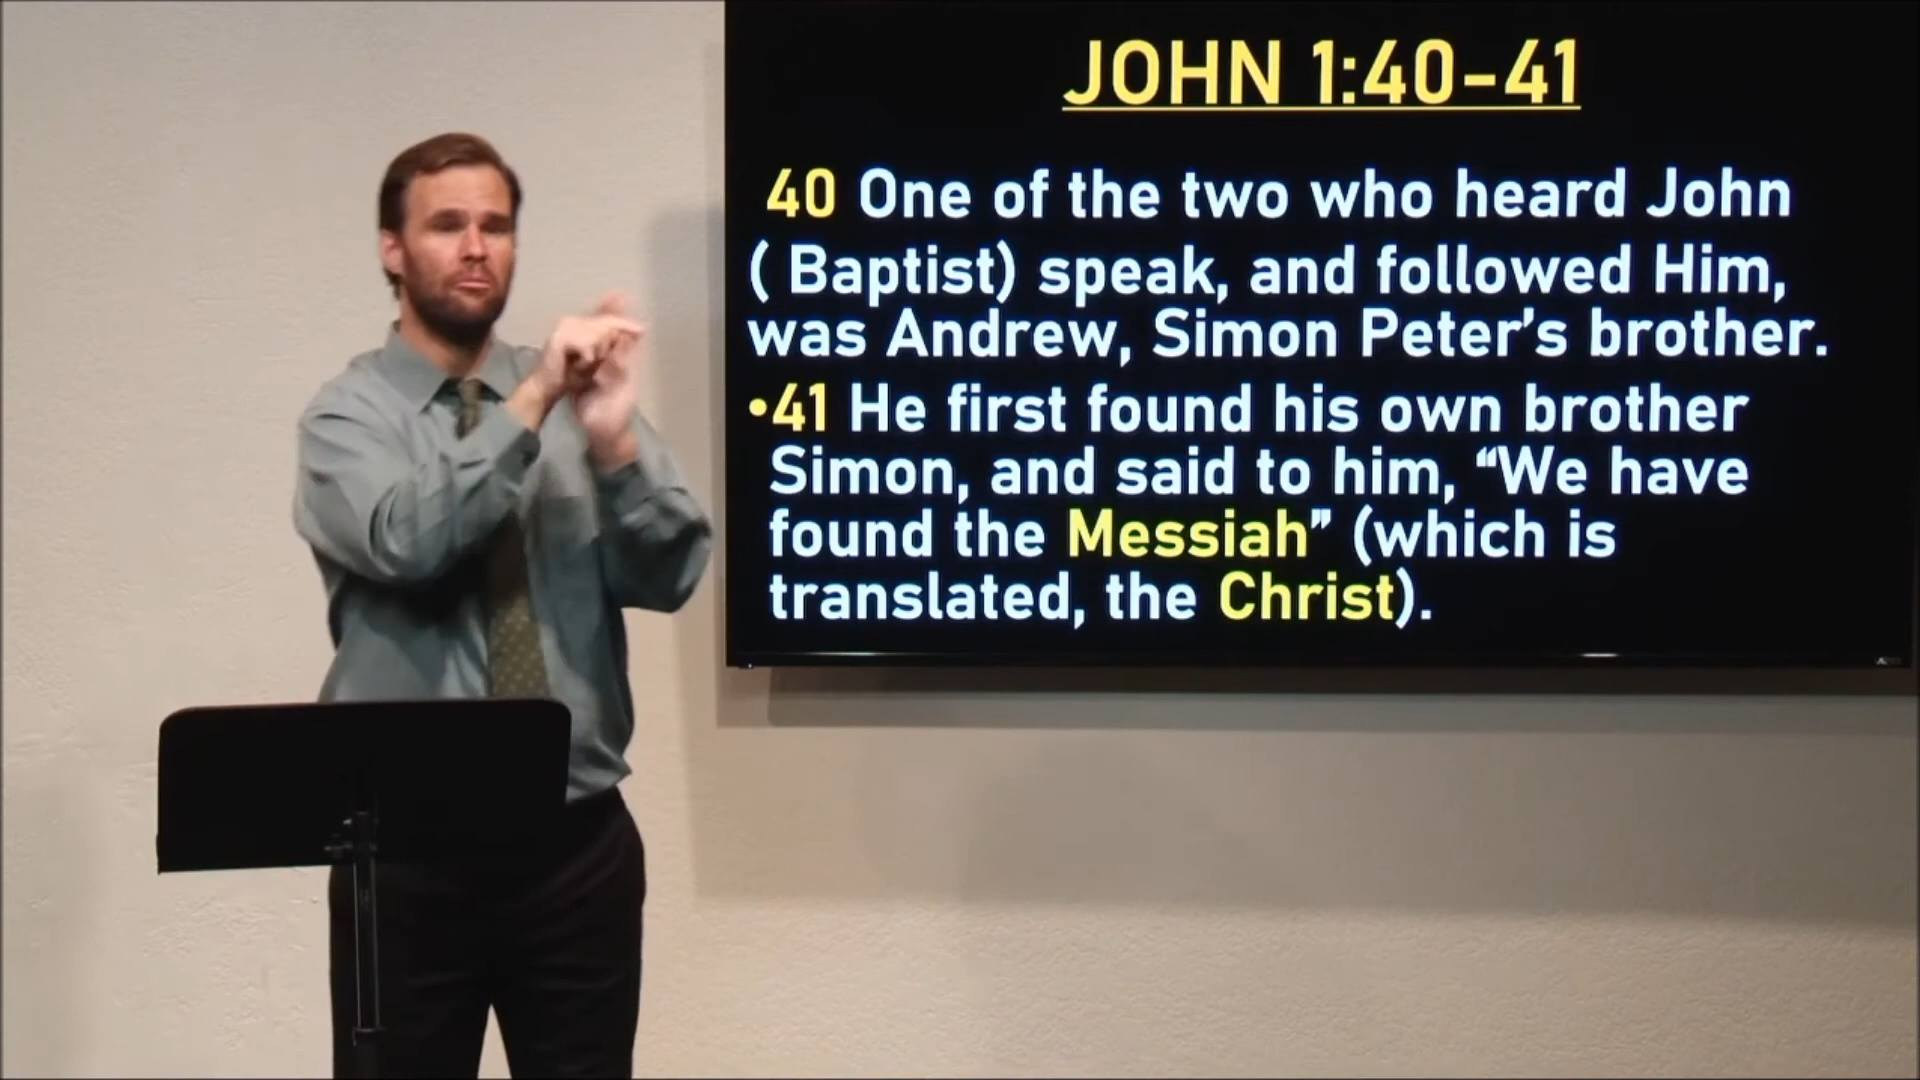 JOHN 1:40-41
40 One of the two who heard John
( Baptist) speak, and followed Him,
was Andrew, Simon Peter’s brother.
•41 He first found his own brother
Simon, and said to him, “We have
found the Messiah” (which is
translated, the Christ).